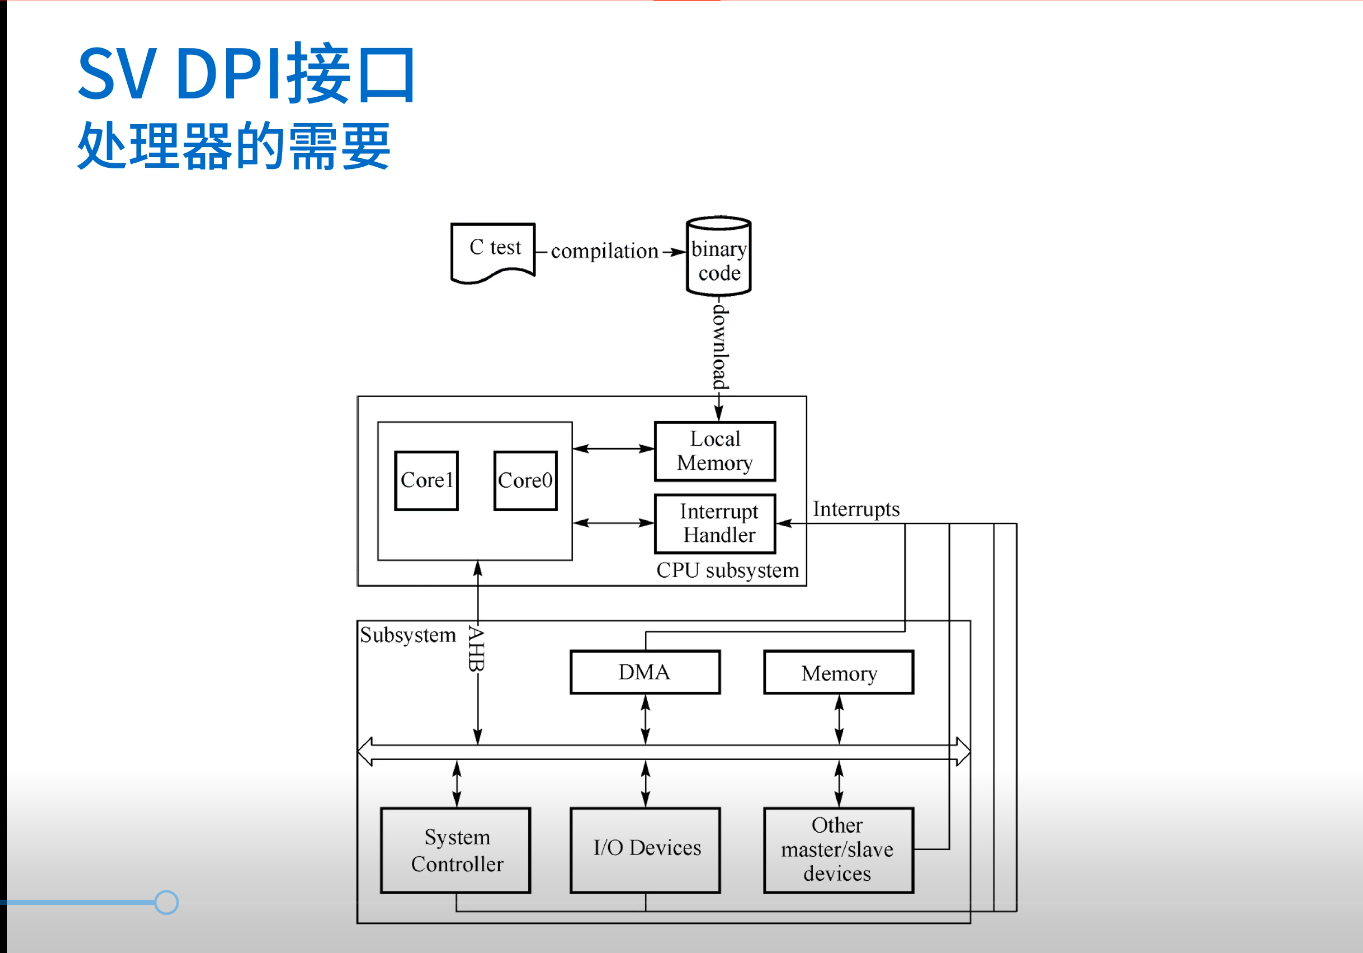 SV DPI接口
处理器的需要
C test
compilation
binary
code
download
Local
Memory
Core1
Core0
Interrupt
Handler
Interrupts
CPU subsystem
Subsystem
AHB
DMA
Memory
System
Controller
I/O Devices
Other
master/slave
devices